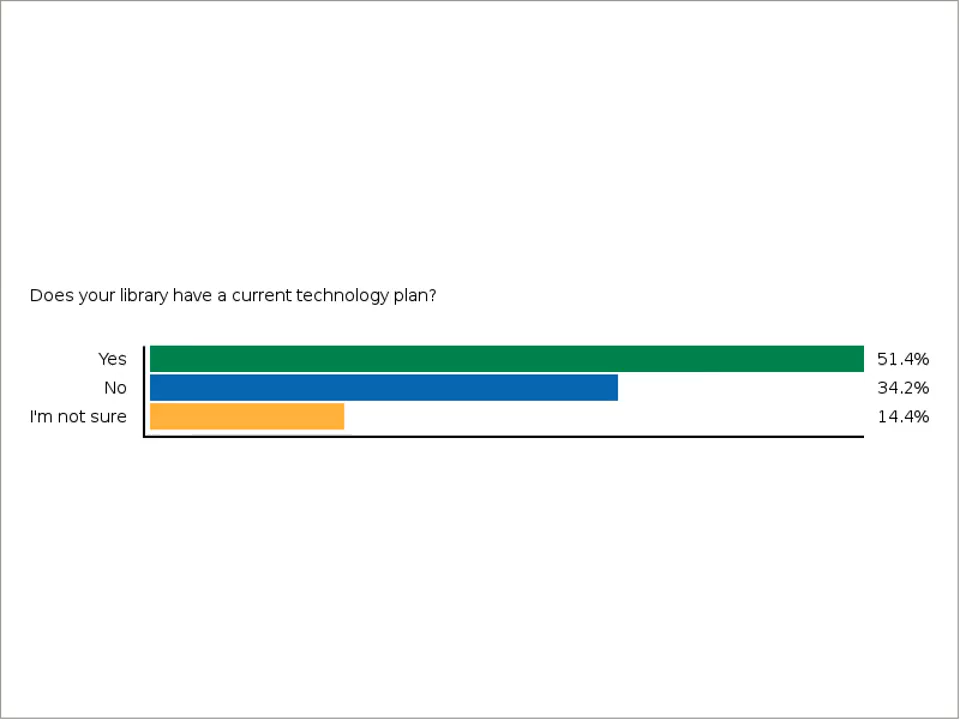 Does your library have a current technology plan?
Yes 51.4%
No 34.2%
I'm not sure 14.4%